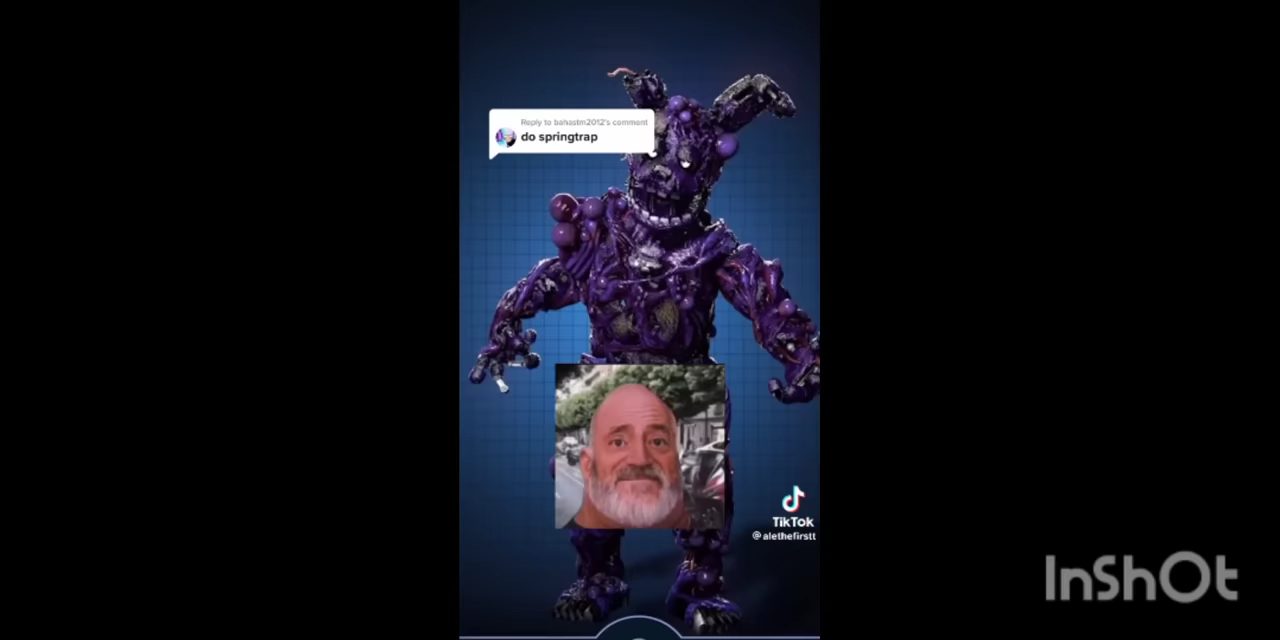 Reply to bahastm2012's comment
do springtrap
TikTok
@alethefirstt
InShOt